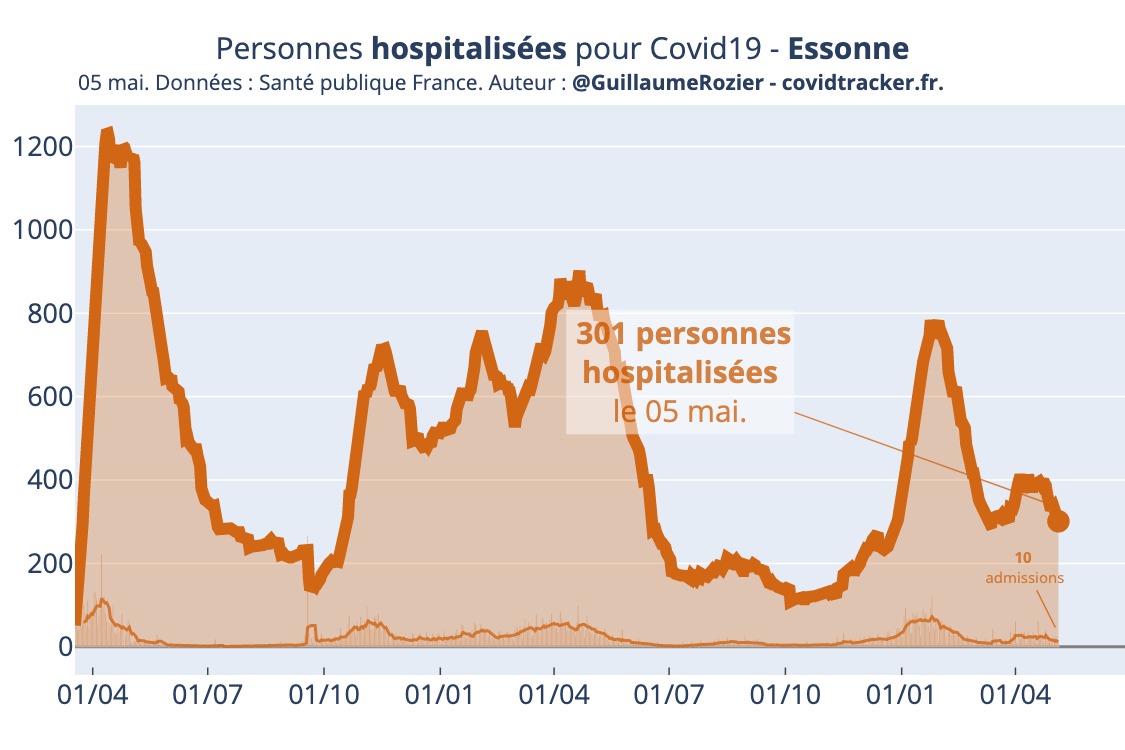 Personnes hospitalisées pour Covid19 - Essonne
05 mai. Données : Santé publique France. Auteur : @GuillaumeRozier - covidtracker.fr.
1200
1000
800
600
400
200
0
301 personnes
hospitalisées
le 05 mai.
10
admissions
01/04 01/07 01/10 01/01 01/04 01/07 01/10 01/01 01/04